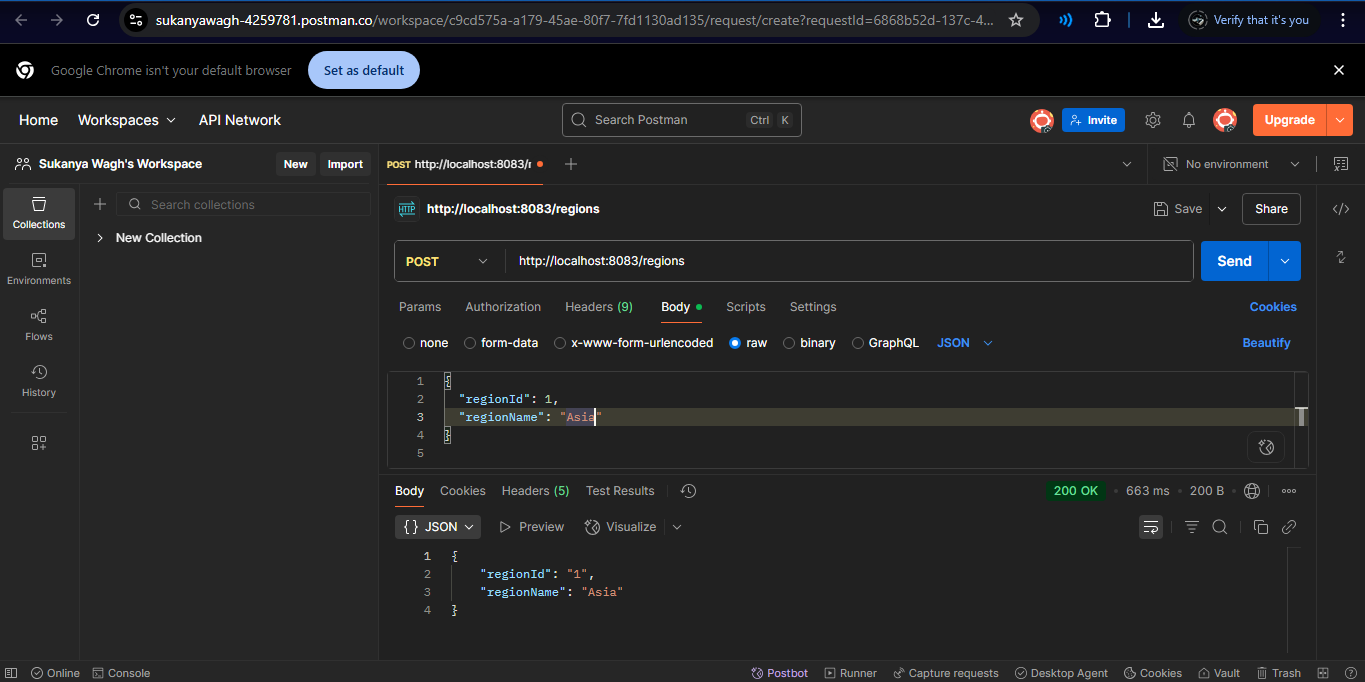 sukanyawagh-4259781.postman.co/workspace/c9cd575a-a179-45ae-80f7-7fd1130ad135/request/create?requestId=6868b52d-137c-4... Verify that it's you
Google Chrome isn't your default browser Set as default
Home Workspaces API Network Search Postman Ctrl K Invite Upgrade
Sukanya Wagh's Workspace New Import POST http://localhost:8083/r No environment
Collections
Search collections
New Collection
Environments
Flows
History
HTTP http://localhost:8083/regions Save Share
POST http://localhost:8083/regions Send
Params Authorization Headers (9) Body Scripts Settings Cookies
none form-data x-www-form-urlencoded raw binary GraphQL JSON Beautify
1 {
2 "regionId": 1,
3 "regionName": "Asia"
4 }
5
Body Cookies Headers (5) Test Results 200 OK 663 ms 200 B
{} JSON Preview Visualize
1 {
2 "regionId": "1",
3 "regionName": "Asia"
4 }
Online Console Postbot Runner Capture requests Desktop Agent Cookies Vault Trash